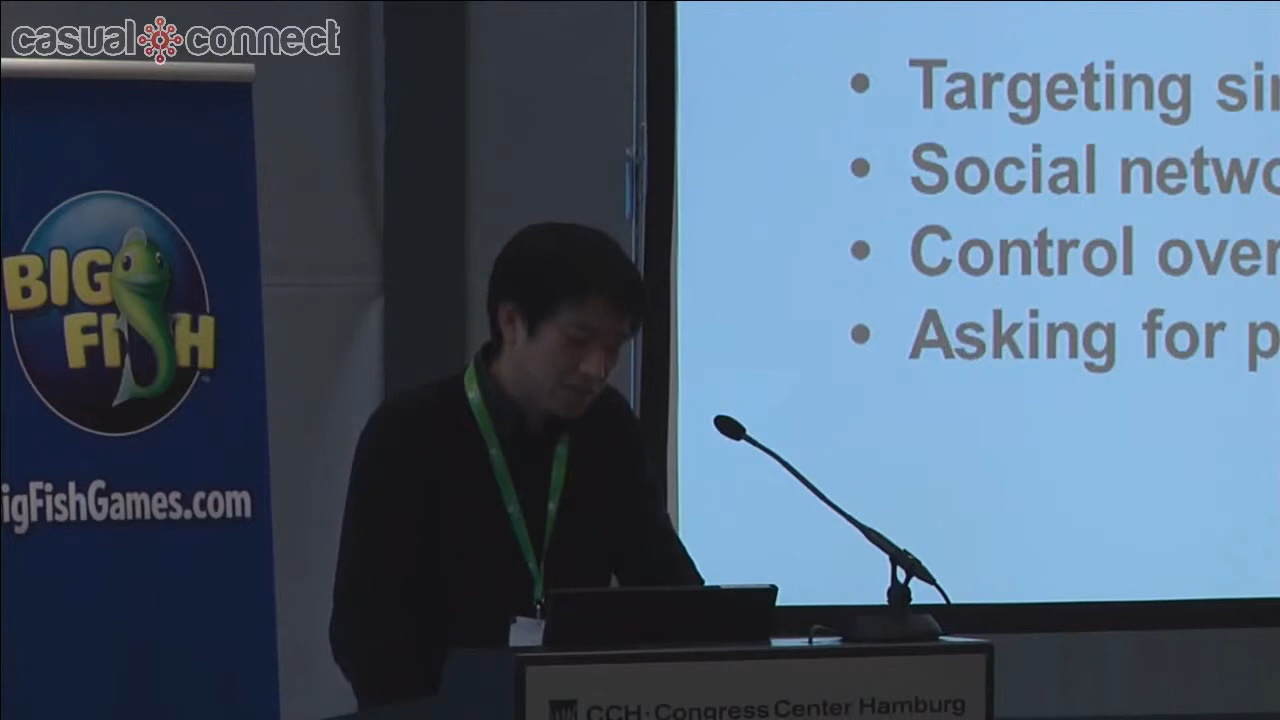 casual connect
BIG
FISH
igFishGames.com
• Targeting si
• Social netwo
• Control over
• Asking for p
CCH·Congress Center Hamburg